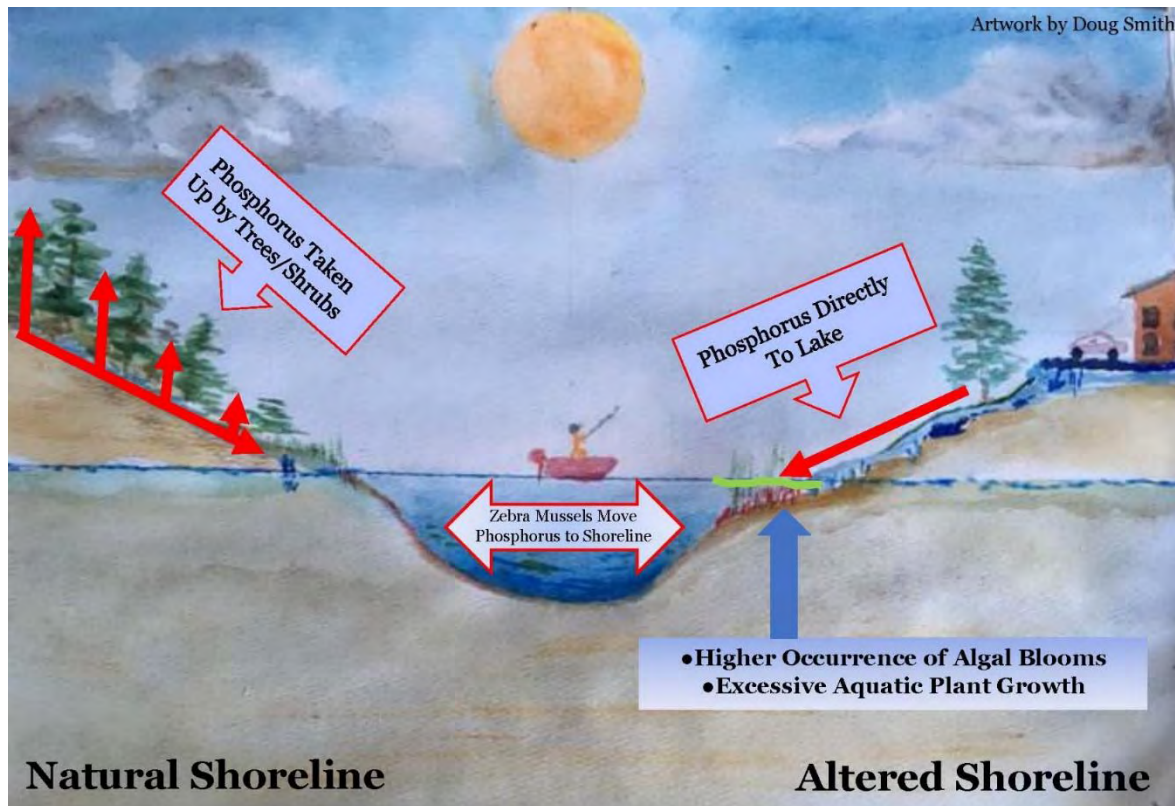 Artwork by Doug Smith
Phosphorus Taken
Up by Trees/Shrubs
Phosphorus Directly
To Lake
Zebra Mussels Move
Phosphorus to Shoreline
●Higher Occurrence of Algal Blooms
●Excessive Aquatic Plant Growth
Natural Shoreline
Altered Shoreline